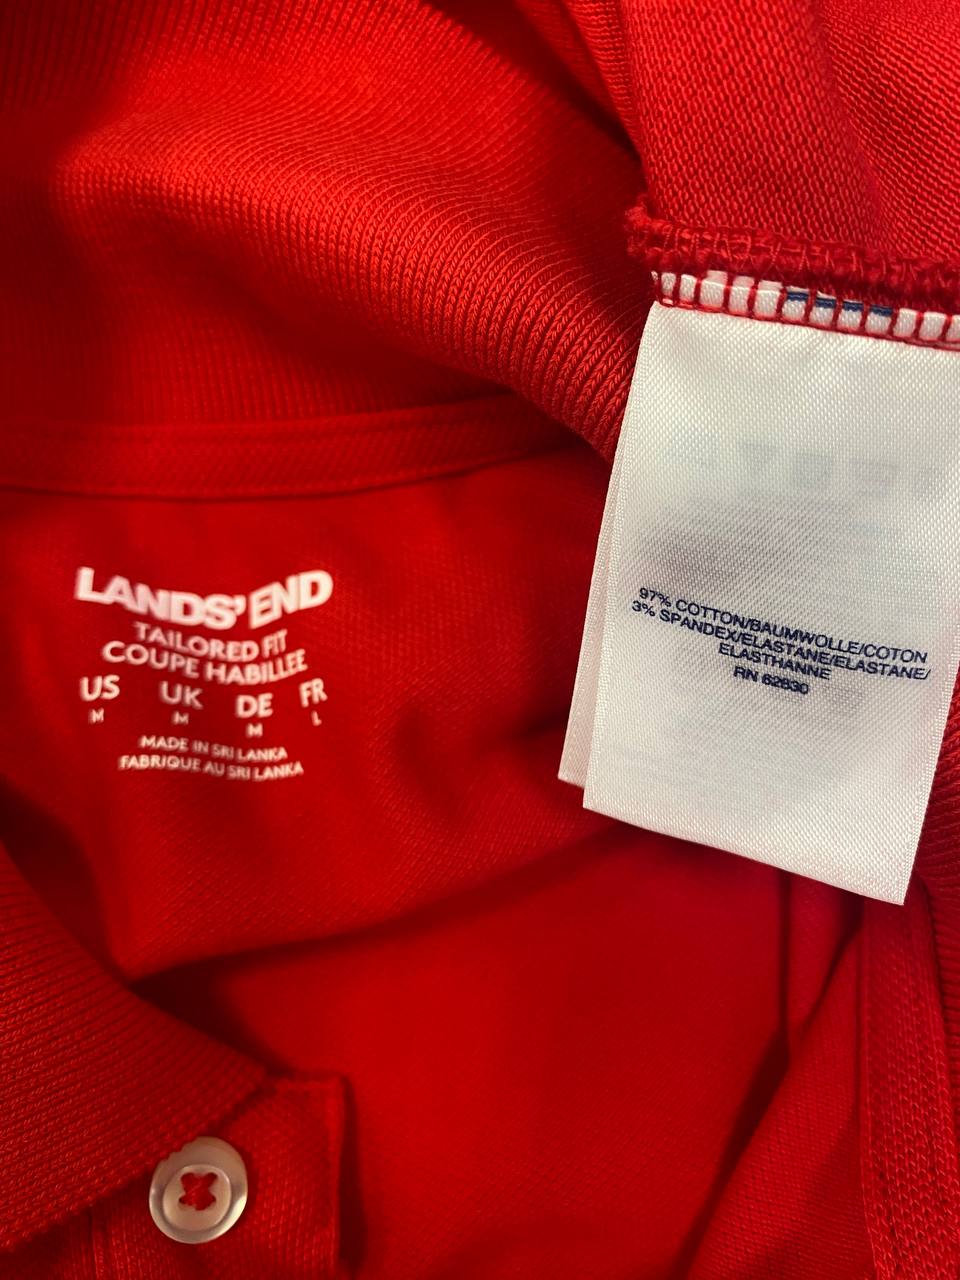 LANDS' END
TAILORED FIT
COUPE HABILLEE
US UK DE FR
M M M L
MADE IN SRI LANKA
FABRIQUE AU SRI LANKA
97% COTTON/BAUMWOLLE/COTON
3% SPANDEX/ELASTANE/ELASTANE/
ELASTHANNE
RN 62830